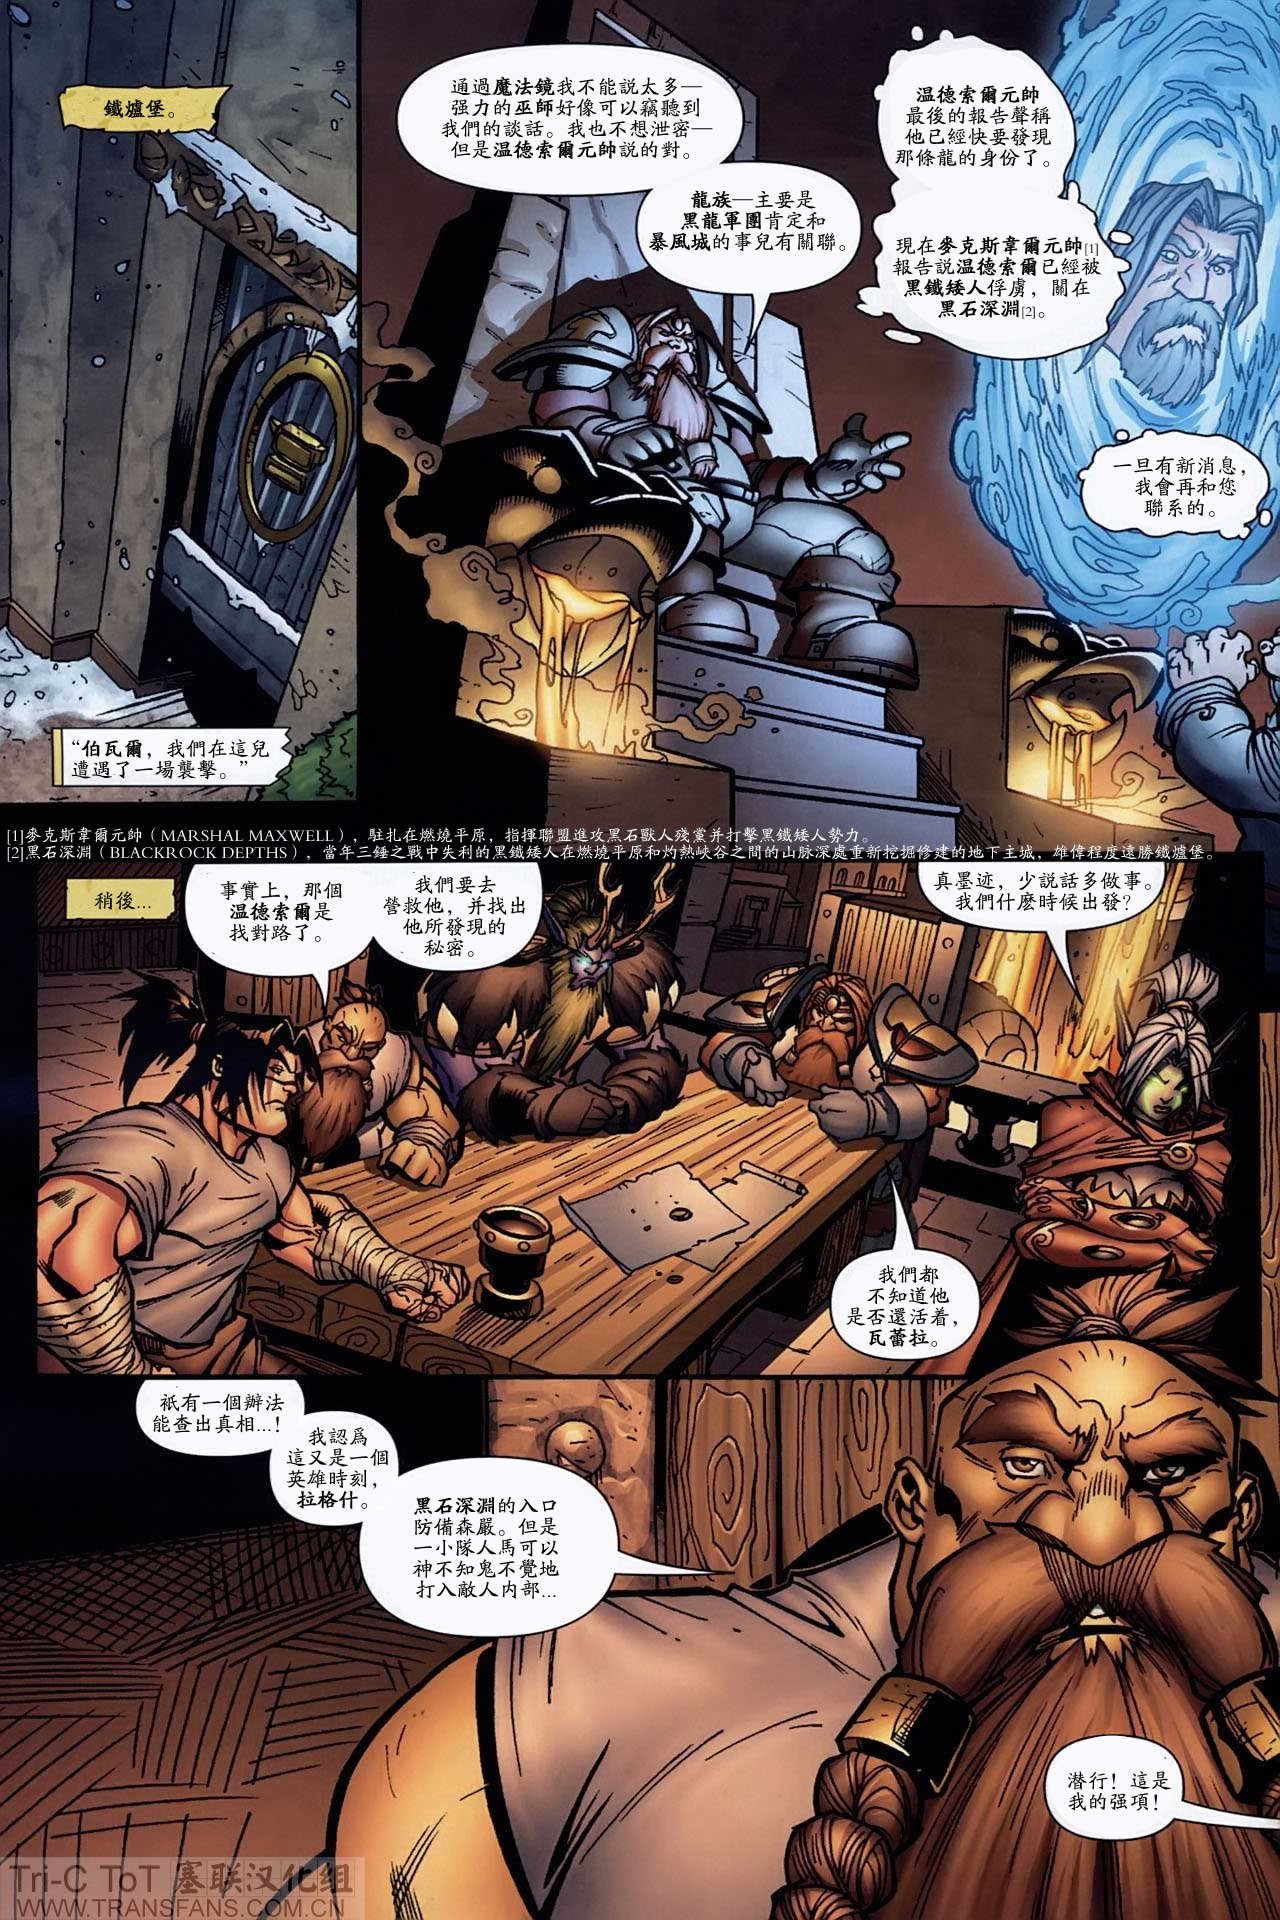 鐵爐堡。
“伯瓦爾，我們在這兒
遭遇了一場襲擊。”
通過魔法鏡我不能說太多—
强力的巫師好像可以竊聽到
我們的談話。我也不想泄密—
但是温德索爾元帥説的對。
龍族—主要是
黑龍軍團肯定和
暴風城的事兒有關聯。
温德索爾元帥
最後的報告聲稱
他已經快要發現
那條龍的身份了。
現在麥克斯韋爾元帥[1]
報告説温德索爾已經被
黑鐵矮人俘虜，關在
黑石深淵[2]。
一旦有新消息，
我會再和您
聯系的。
[1]麥克斯韋爾元帥（MARSHAL MAXWELL），駐扎在燃燒平原，指揮聯盟進攻黑石獸人殘黨并打擊黑鐵矮人勢力。
[2]黑石深淵（BLACKROCK DEPTHS），當年三錘之戰中失利的黑鐵矮人在燃燒平原和灼熱峽谷之間的山脉深處重新挖掘修建的地下主城，雄偉程度遠勝鐵爐堡。
稍後...
事實上，那個
温德索爾是
找對路了。
我們要去
營救他，并找出
他所發現的
秘密。
真墨迹，少説話多做事。
我們什麽時候出發？
我們都
不知道他
是否還活着，
瓦蕾拉。
衹有一個辦法
能查出真相...！
我認爲
這又是一個
英雄時刻，
拉格什。
黑石深淵的入口
防備森嚴。但是
一小隊人馬可以
神不知鬼不覺地
打入敵人内部...
潜行！這是
我的强項！
Tri-C ToT 塞联汉化组
WWW.TRANSFANS.COM.CN